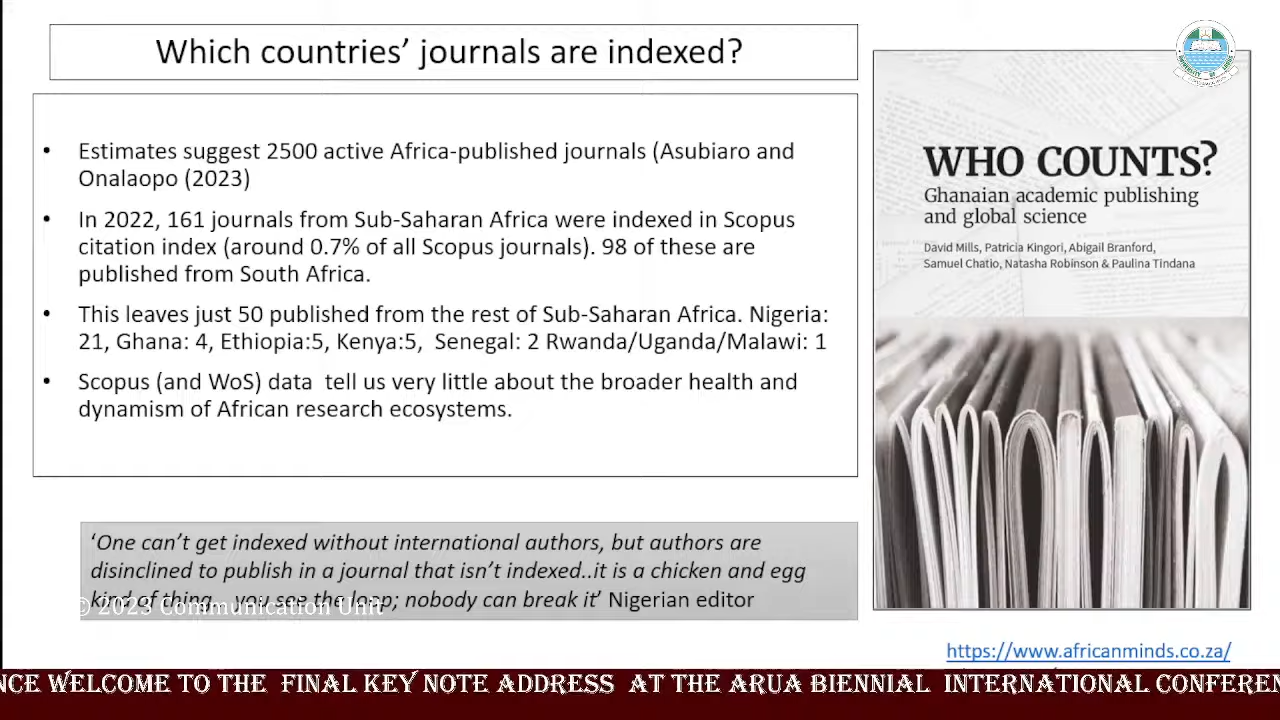 Which countries’ journals are indexed?
• Estimates suggest 2500 active Africa-published journals (Asubiaro and
Onalaopo (2023)
• In 2022, 161 journals from Sub-Saharan Africa were indexed in Scopus
citation index (around 0.7% of all Scopus journals). 98 of these are
published from South Africa.
• This leaves just 50 published from the rest of Sub-Saharan Africa. Nigeria:
21, Ghana: 4, Ethiopia:5, Kenya:5,  Senegal: 2 Rwanda/Uganda/Malawi: 1
• Scopus (and WoS) data  tell us very little about the broader health and
dynamism of African research ecosystems.
‘One can’t get indexed without international authors, but authors are
disinclined to publish in a journal that isn’t indexed..it is a chicken and egg
kind of thing... you see the loop; nobody can break it’ Nigerian editor
© 2023 Communication Unit
WHO COUNTS?
Ghanaian academic publishing
and global science
David Mills, Patricia Kingori, Abigail Branford,
Samuel Chatio, Natasha Robinson & Paulina Tindana
https://www.africanminds.co.za/
NCE WELCOME TO THE  FINAL KEY NOTE ADDRESS  AT THE ARUA BIENNIAL  INTERNATIONAL CONFEREN